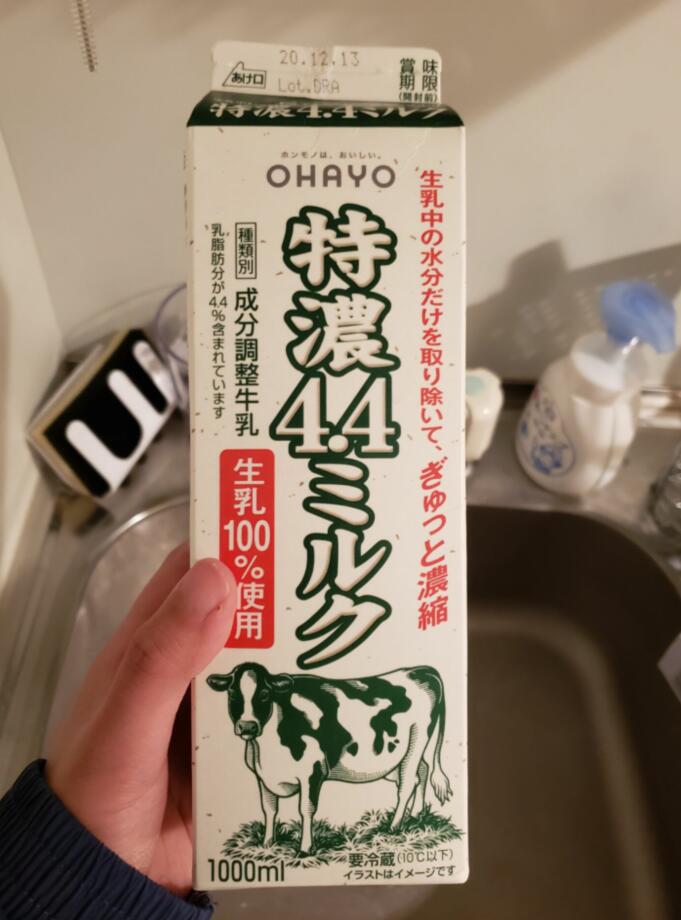 20.12.13
あけ口
Lot.DRA
賞味
期限
(開封前)
特濃4.4ミルク
ホンモノは、おいしい。
OHAYO
生乳中の水分だけを取り除いて、ぎゅっと濃縮
特濃4.4ミルク
種類別
成分調整牛乳
乳脂肪分が4.4%含まれています
生乳100%使用
1000ml
要冷蔵(10℃以下)
イラストはイメージです